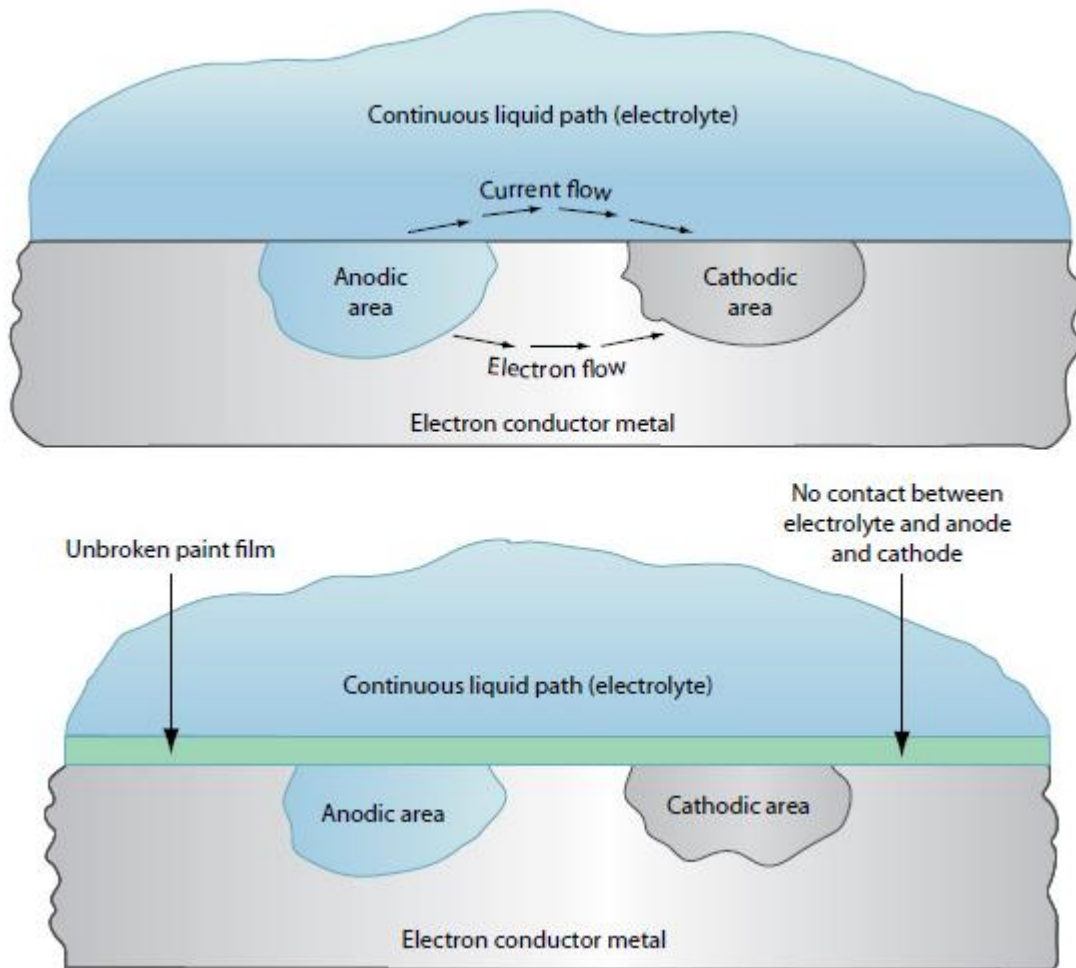 Continuous liquid path (electrolyte)
Current flow
Anodic
area
Cathodic
area
Electron flow
Electron conductor metal
Unbroken paint film
No contact between
electrolyte and anode
and cathode
Continuous liquid path (electrolyte)
Anodic area
Cathodic area
Electron conductor metal